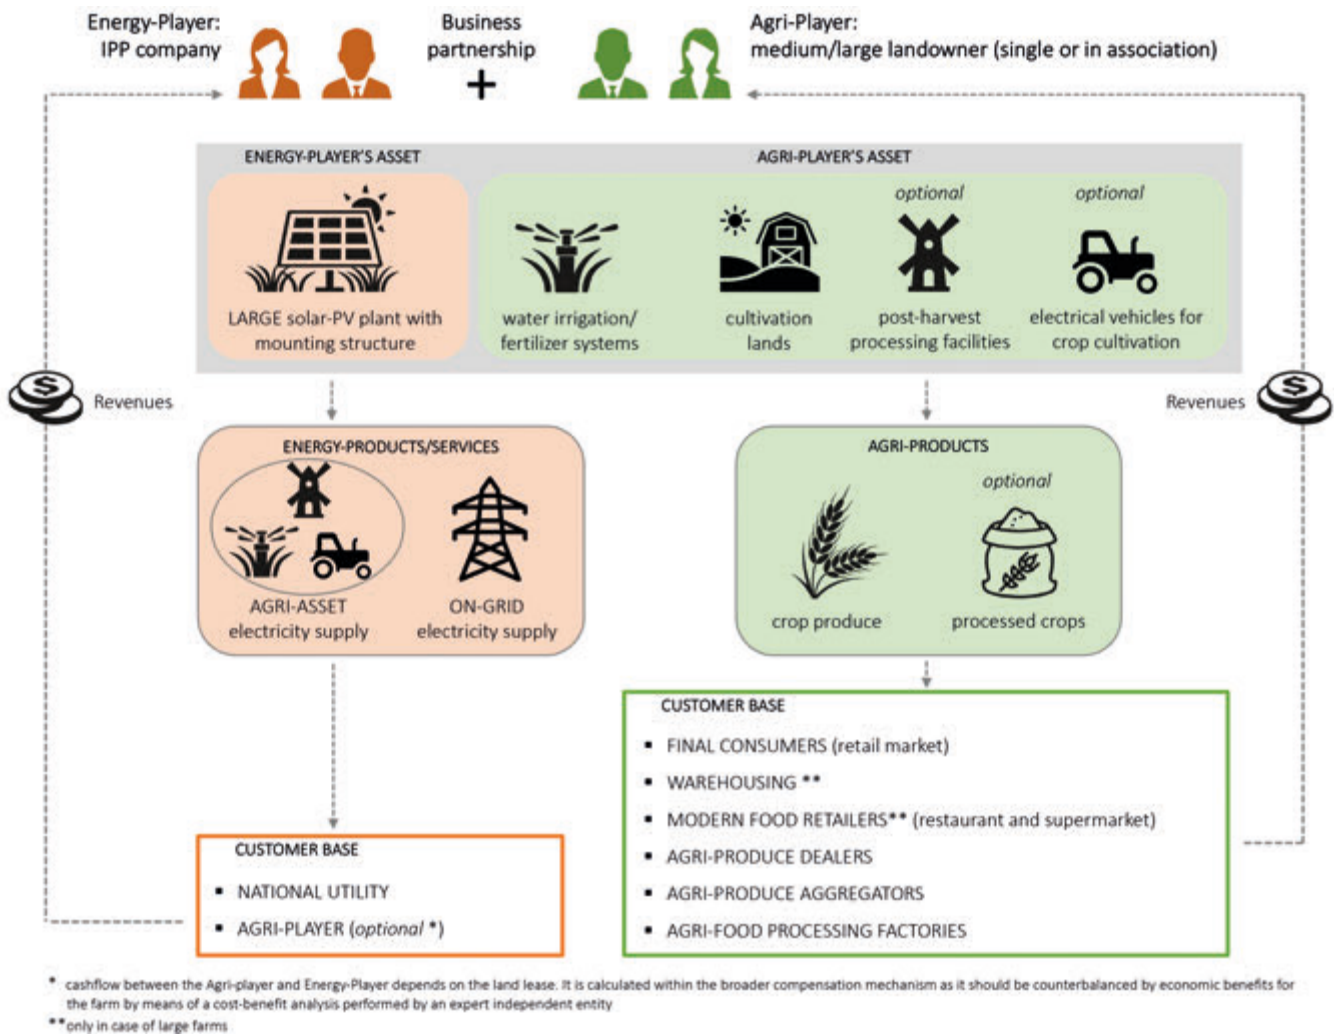 Energy-Player:
IPP company
Business
partnership
+
Agri-Player:
medium/large landowner (single or in association)
ENERGY-PLAYER'S ASSET
AGRI-PLAYER'S ASSET
LARGE solar-PV plant with
mounting structure
water irrigation/
fertilizer systems
cultivation
lands
optional
post-harvest
processing facilities
optional
electrical vehicles for
crop cultivation
$
Revenues
Revenues
$
ENERGY-PRODUCTS/SERVICES
AGRI-ASSET
electricity supply
ON-GRID
electricity supply
AGRI-PRODUCTS
crop produce
optional
processed crops
CUSTOMER BASE
▪ FINAL CONSUMERS (retail market)
▪ WAREHOUSING **
▪ MODERN FOOD RETAILERS** (restaurant and supermarket)
▪ AGRI-PRODUCE DEALERS
▪ AGRI-PRODUCE AGGREGATORS
▪ AGRI-FOOD PROCESSING FACTORIES
CUSTOMER BASE
▪ NATIONAL UTILITY
▪ AGRI-PLAYER (optional *)
* cashflow between the Agri-player and Energy-Player depends on the land lease. It is calculated within the broader compensation mechanism as it should be counterbalanced by economic benefits for
the farm by means of a cost-benefit analysis performed by an expert independent entity
**only in case of large farms